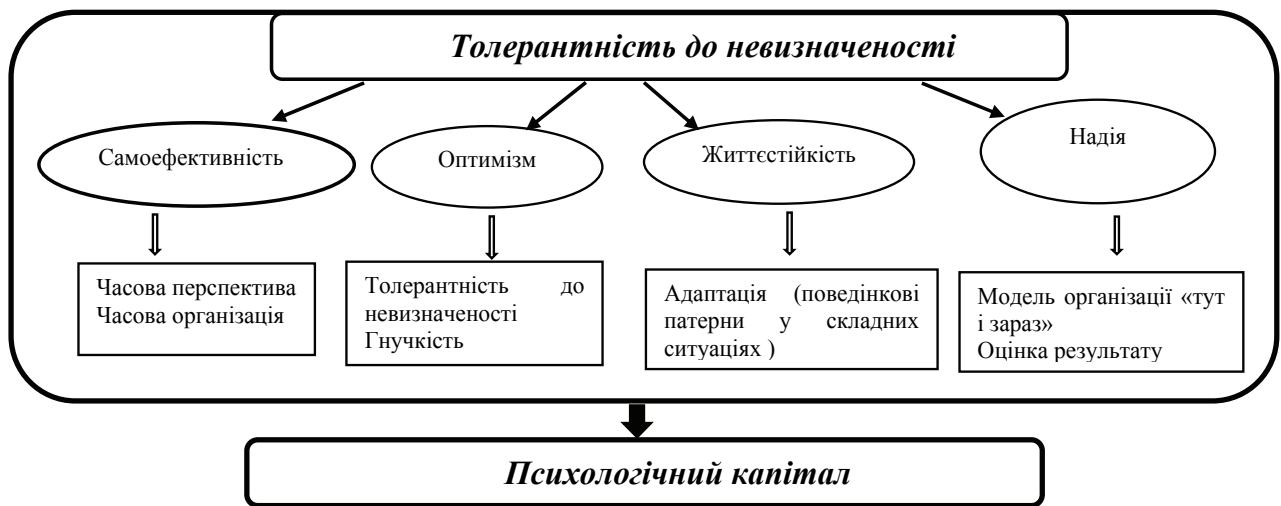 Толерантність до невизначеності
Самоефективність
Оптимізм
Життєстійкість
Надія
Часова перспектива
Часова організація
Толерантність до
невизначеності
Гнучкість
Адаптація (поведінкові
патерни у складних
ситуаціях )
Модель організації «тут
і зараз»
Оцінка результату
Психологічний капітал